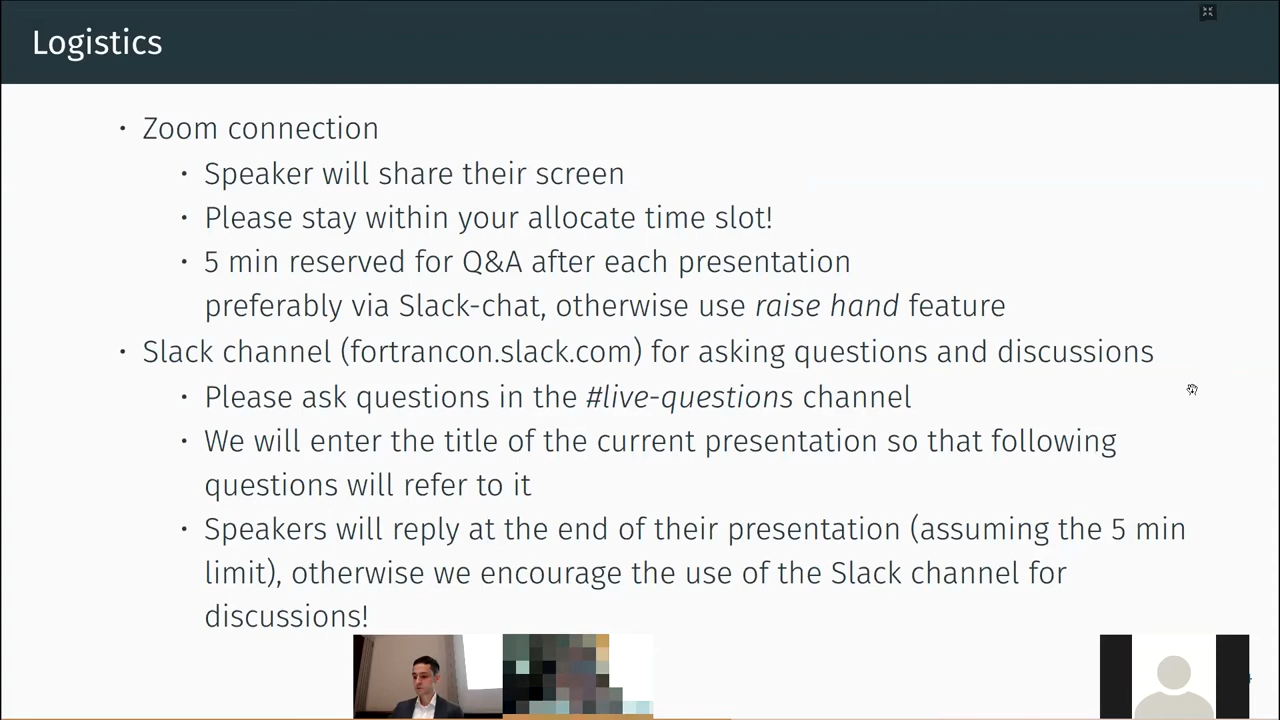 Logistics
• Zoom connection
• Speaker will share their screen
• Please stay within your allocate time slot!
• 5 min reserved for Q&A after each presentation
preferably via Slack-chat, otherwise use raise hand feature
• Slack channel (fortrancon.slack.com) for asking questions and discussions
• Please ask questions in the #live-questions channel
• We will enter the title of the current presentation so that following
questions will refer to it
• Speakers will reply at the end of their presentation (assuming the 5 min
limit), otherwise we encourage the use of the Slack channel for
discussions!